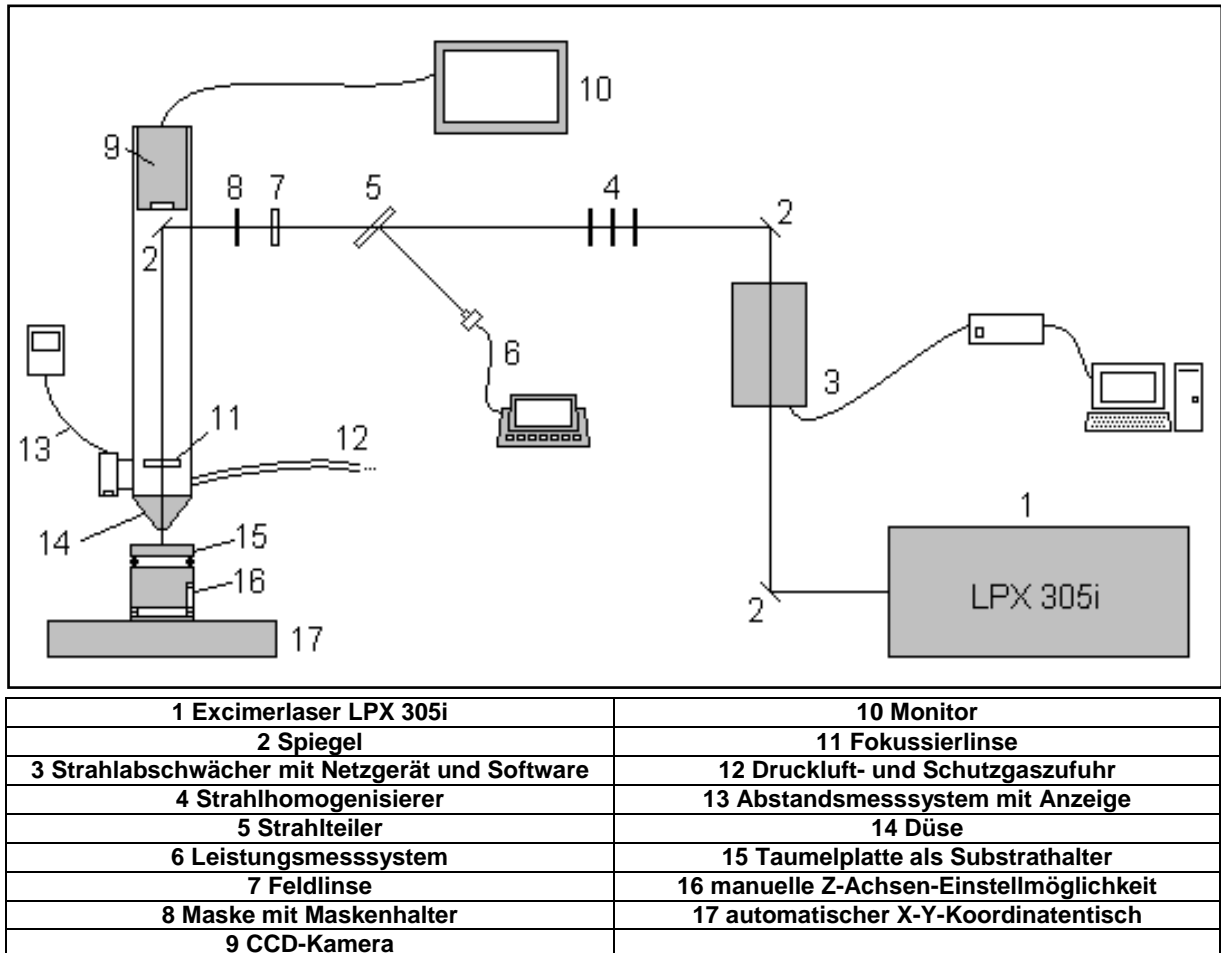 10
9
8
7
5
4
2
2
3
6
13
11
12
14
15
16
17
1
LPX 305i
2
1 Excimerlaser LPX 305i
10 Monitor
2 Spiegel
11 Fokussierlinse
3 Strahlabschwächer mit Netzgerät und Software
12 Druckluft- und Schutzgaszufuhr
4 Strahlhomogenisierer
13 Abstandsmesssystem mit Anzeige
5 Strahlteiler
14 Düse
6 Leistungsmesssystem
15 Taumelplatte als Substrathalter
7 Feldlinse
16 manuelle Z-Achsen-Einstellmöglichkeit
8 Maske mit Maskenhalter
17 automatischer X-Y-Koordinatentisch
9 CCD-Kamera